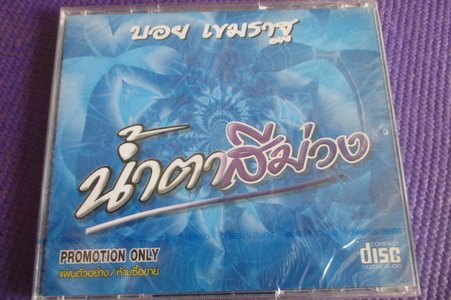 บอย เขมราฐ
น้ำตาสีม่วง
PROMOTION ONLY
แผ่นตัวอย่าง/ห้ามซื้อขาย
COMPACT
disc
DIGITAL AUDIO